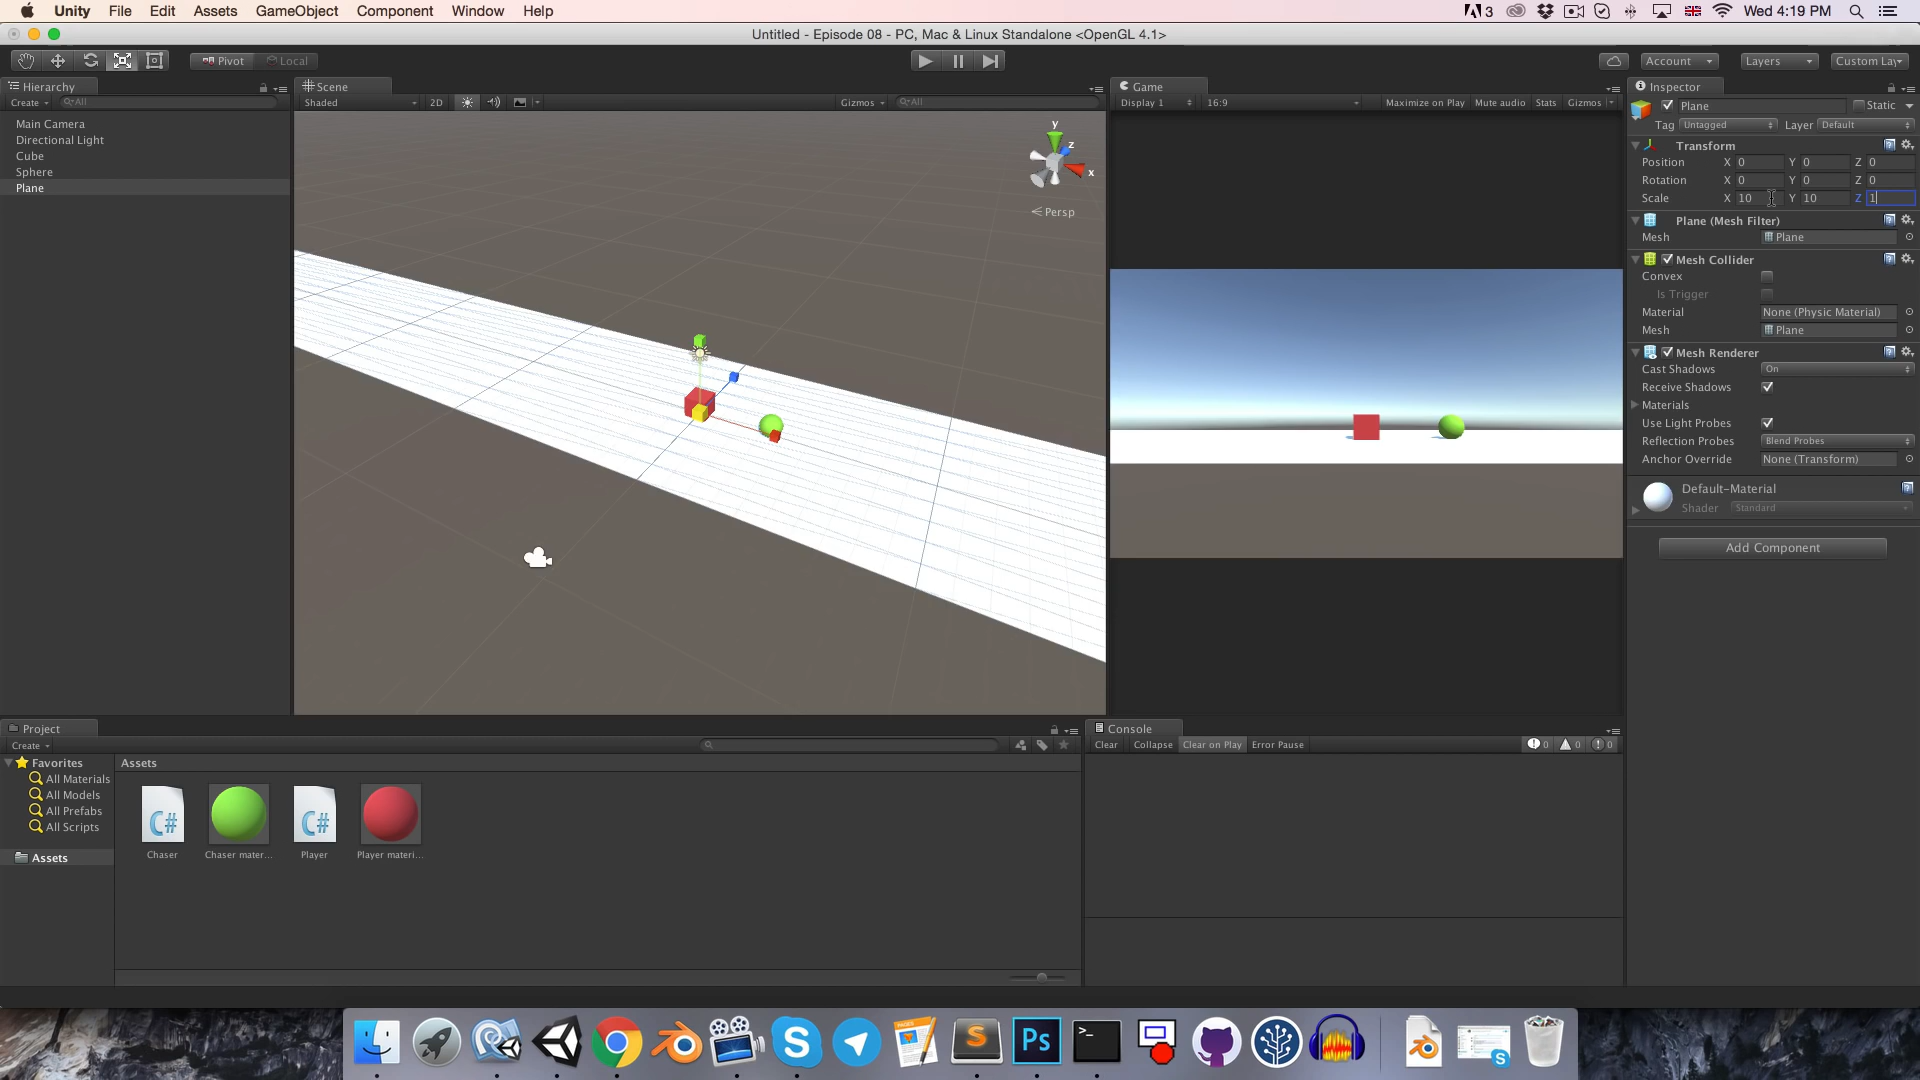 Unity File Edit Assets GameObject Component Window Help
3 Wed 4:19 PM
Untitled - Episode 08 - PC, Mac & Linux Standalone <OpenGL 4.1>
Pivot Local
Account Layers Custom Lay
Hierarchy
Create All
Main Camera
Directional Light
Cube
Sphere
Plane
Scene
Shaded 2D Gizmos All
y
z
x
Persp
Game
Display 1 16:9 Maximize on Play Mute audio Stats Gizmos
Inspector
Plane Static
Tag Untagged Layer Default
Transform
Position X 0 Y 0 Z 0
Rotation X 0 Y 0 Z 0
Scale X 10 Y 10 Z 1
Plane (Mesh Filter)
Mesh Plane
Mesh Collider
Convex
Is Trigger
Material None (Physic Material)
Mesh Plane
Mesh Renderer
Cast Shadows On
Receive Shadows
Materials
Use Light Probes
Reflection Probes Blend Probes
Anchor Override None (Transform)
Default-Material
Shader Standard
Add Component
Project
Create
Favorites
All Materials
All Models
All Prefabs
All Scripts
Assets
Assets
C# C#
Chaser Chaser mater... Player Player materi...
Console
Clear Collapse Clear on Play Error Pause 0 0 0
PAGES
S S Ps >_ S